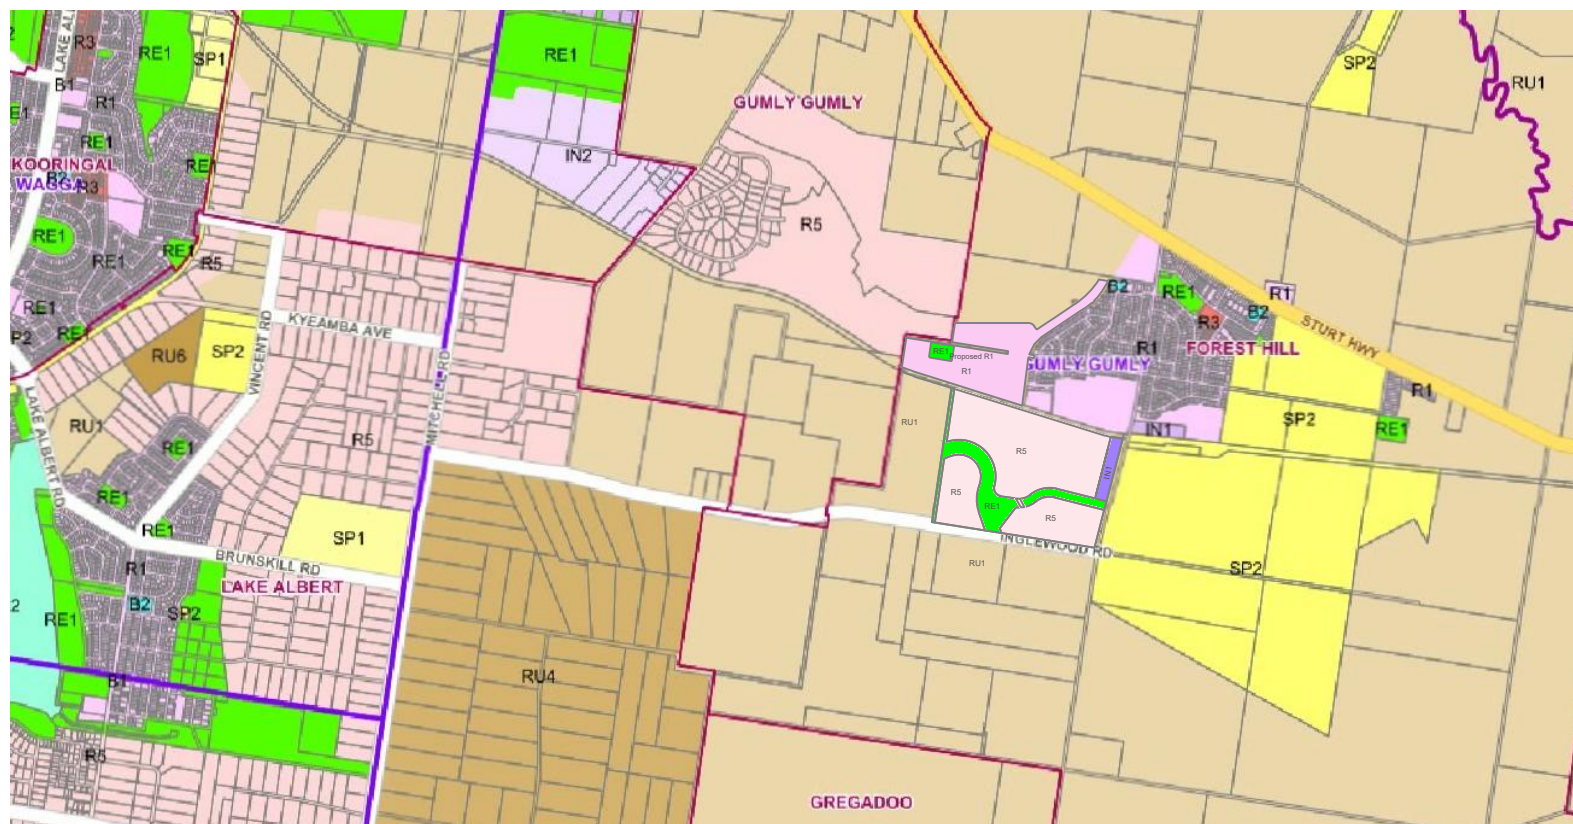 LAKE AL
R3
RE1
SP1
B1
R1
E1
RE1
KOORINGAL
RE1
WAGGA
R3
RE1
RE1
RE1
R5
RE1
P2
RE1
RU6
SP2
KYEAMBA AVE
VINCENT RD
MITCHELL RD
LAKE ALBERT RD
RU1
RE1
R5
RE1
RE1
SP1
BRUNSKILL RD
LAKE ALBERT
R1
B2
SP2
RE1
B1
R5
RE1
IN2
GUMLY GUMLY
R5
SP2
RU1
B2
RE1
R1
B2
R3
STURT HWY
FOREST HILL
R1
GUMLY GUMLY
RE1
Proposed R1
R1
RU1
R5
IN1
IN1
SP2
R1
RE1
R5
RE1
R5
INGLEWOOD RD
RU1
SP2
RU4
GREGADOO